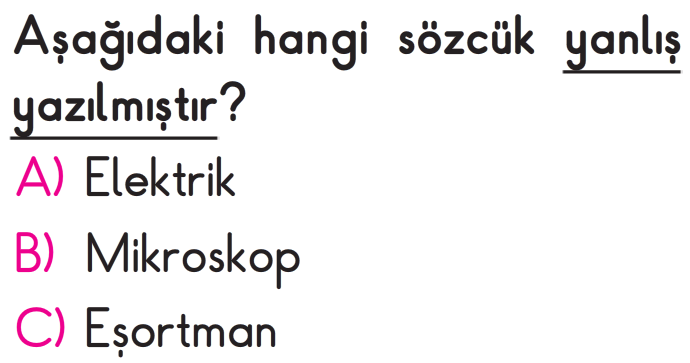 Aşağıdaki hangi sözcük yanlış
yazılmıştır?
A) Elektrik
B) Mikroskop
C) Eşortman